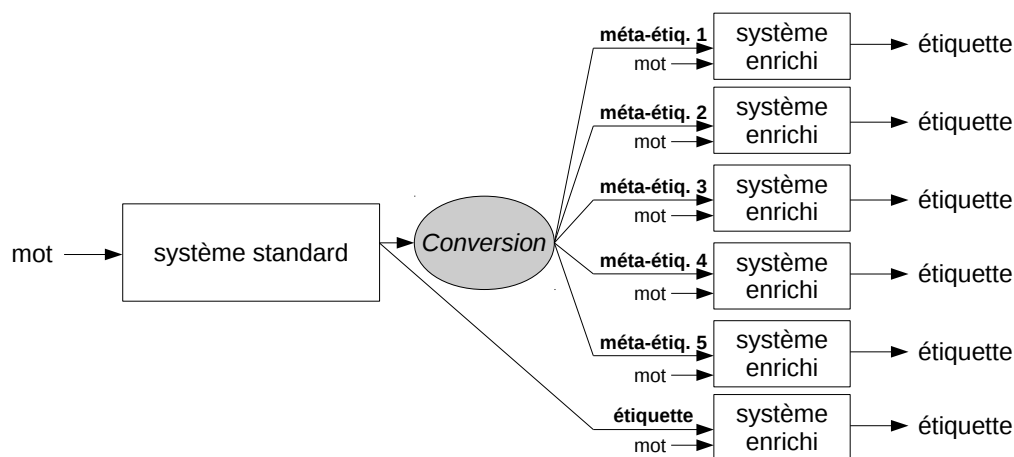 mot
système standard
Conversion
méta-étiq. 1
mot
système
enrichi
étiquette
méta-étiq. 2
mot
système
enrichi
étiquette
méta-étiq. 3
mot
système
enrichi
étiquette
méta-étiq. 4
mot
système
enrichi
étiquette
méta-étiq. 5
mot
système
enrichi
étiquette
étiquette
mot
système
enrichi
étiquette